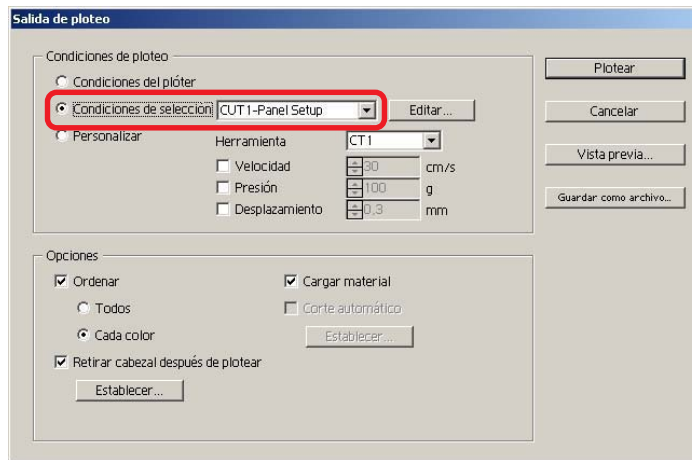 Salida de ploteo
Condiciones de ploteo
Condiciones del plóter
Condiciones de selección CUT1-Panel Setup Editar...
Personalizar
Herramienta CT1
Velocidad 30 cm/s
Presión 100 g
Desplazamiento 0,3 mm
Plotear
Cancelar
Vista previa...
Guardar como archivo...
Opciones
Ordenar
Todos
Cada color
Retirar cabezal después de plotear
Establecer...
Cargar material
Corte automático
Establecer...